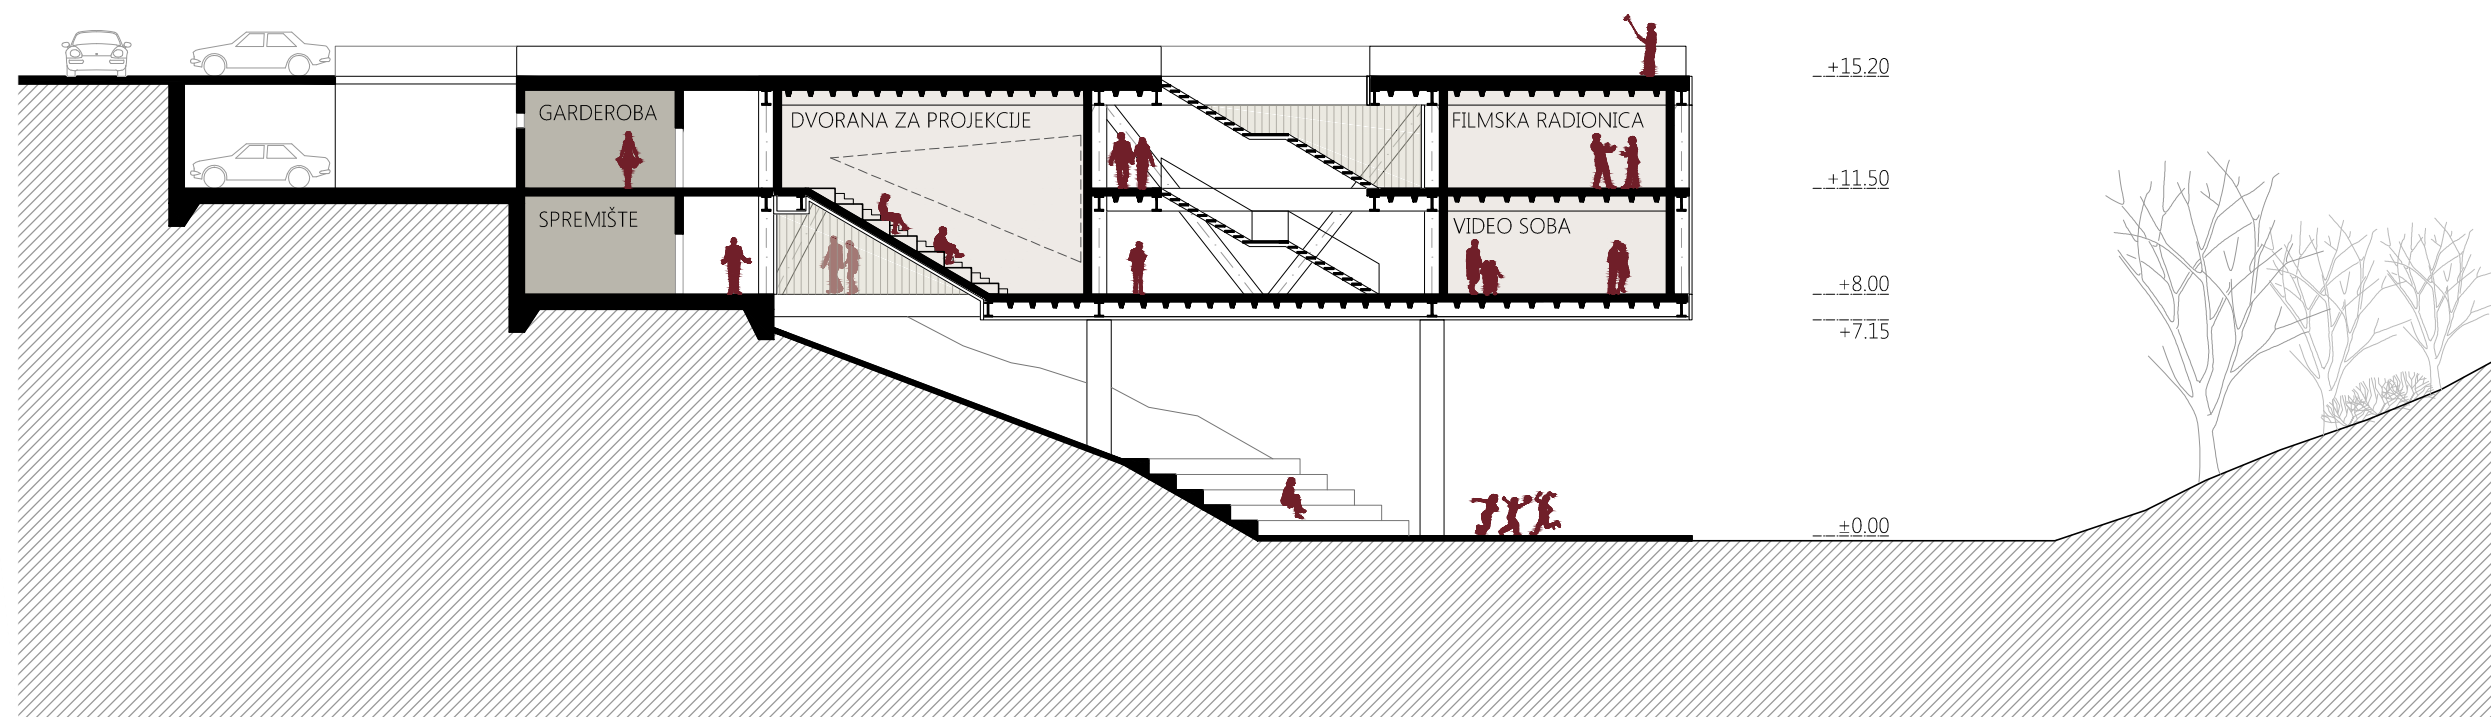 GARDEROBA
DVORANA ZA PROJEKCIJE
FILMSKA RADIONICA
SPREMIŠTE
VIDEO SOBA
+15.20
+11.50
+8.00
+7.15
±0.00